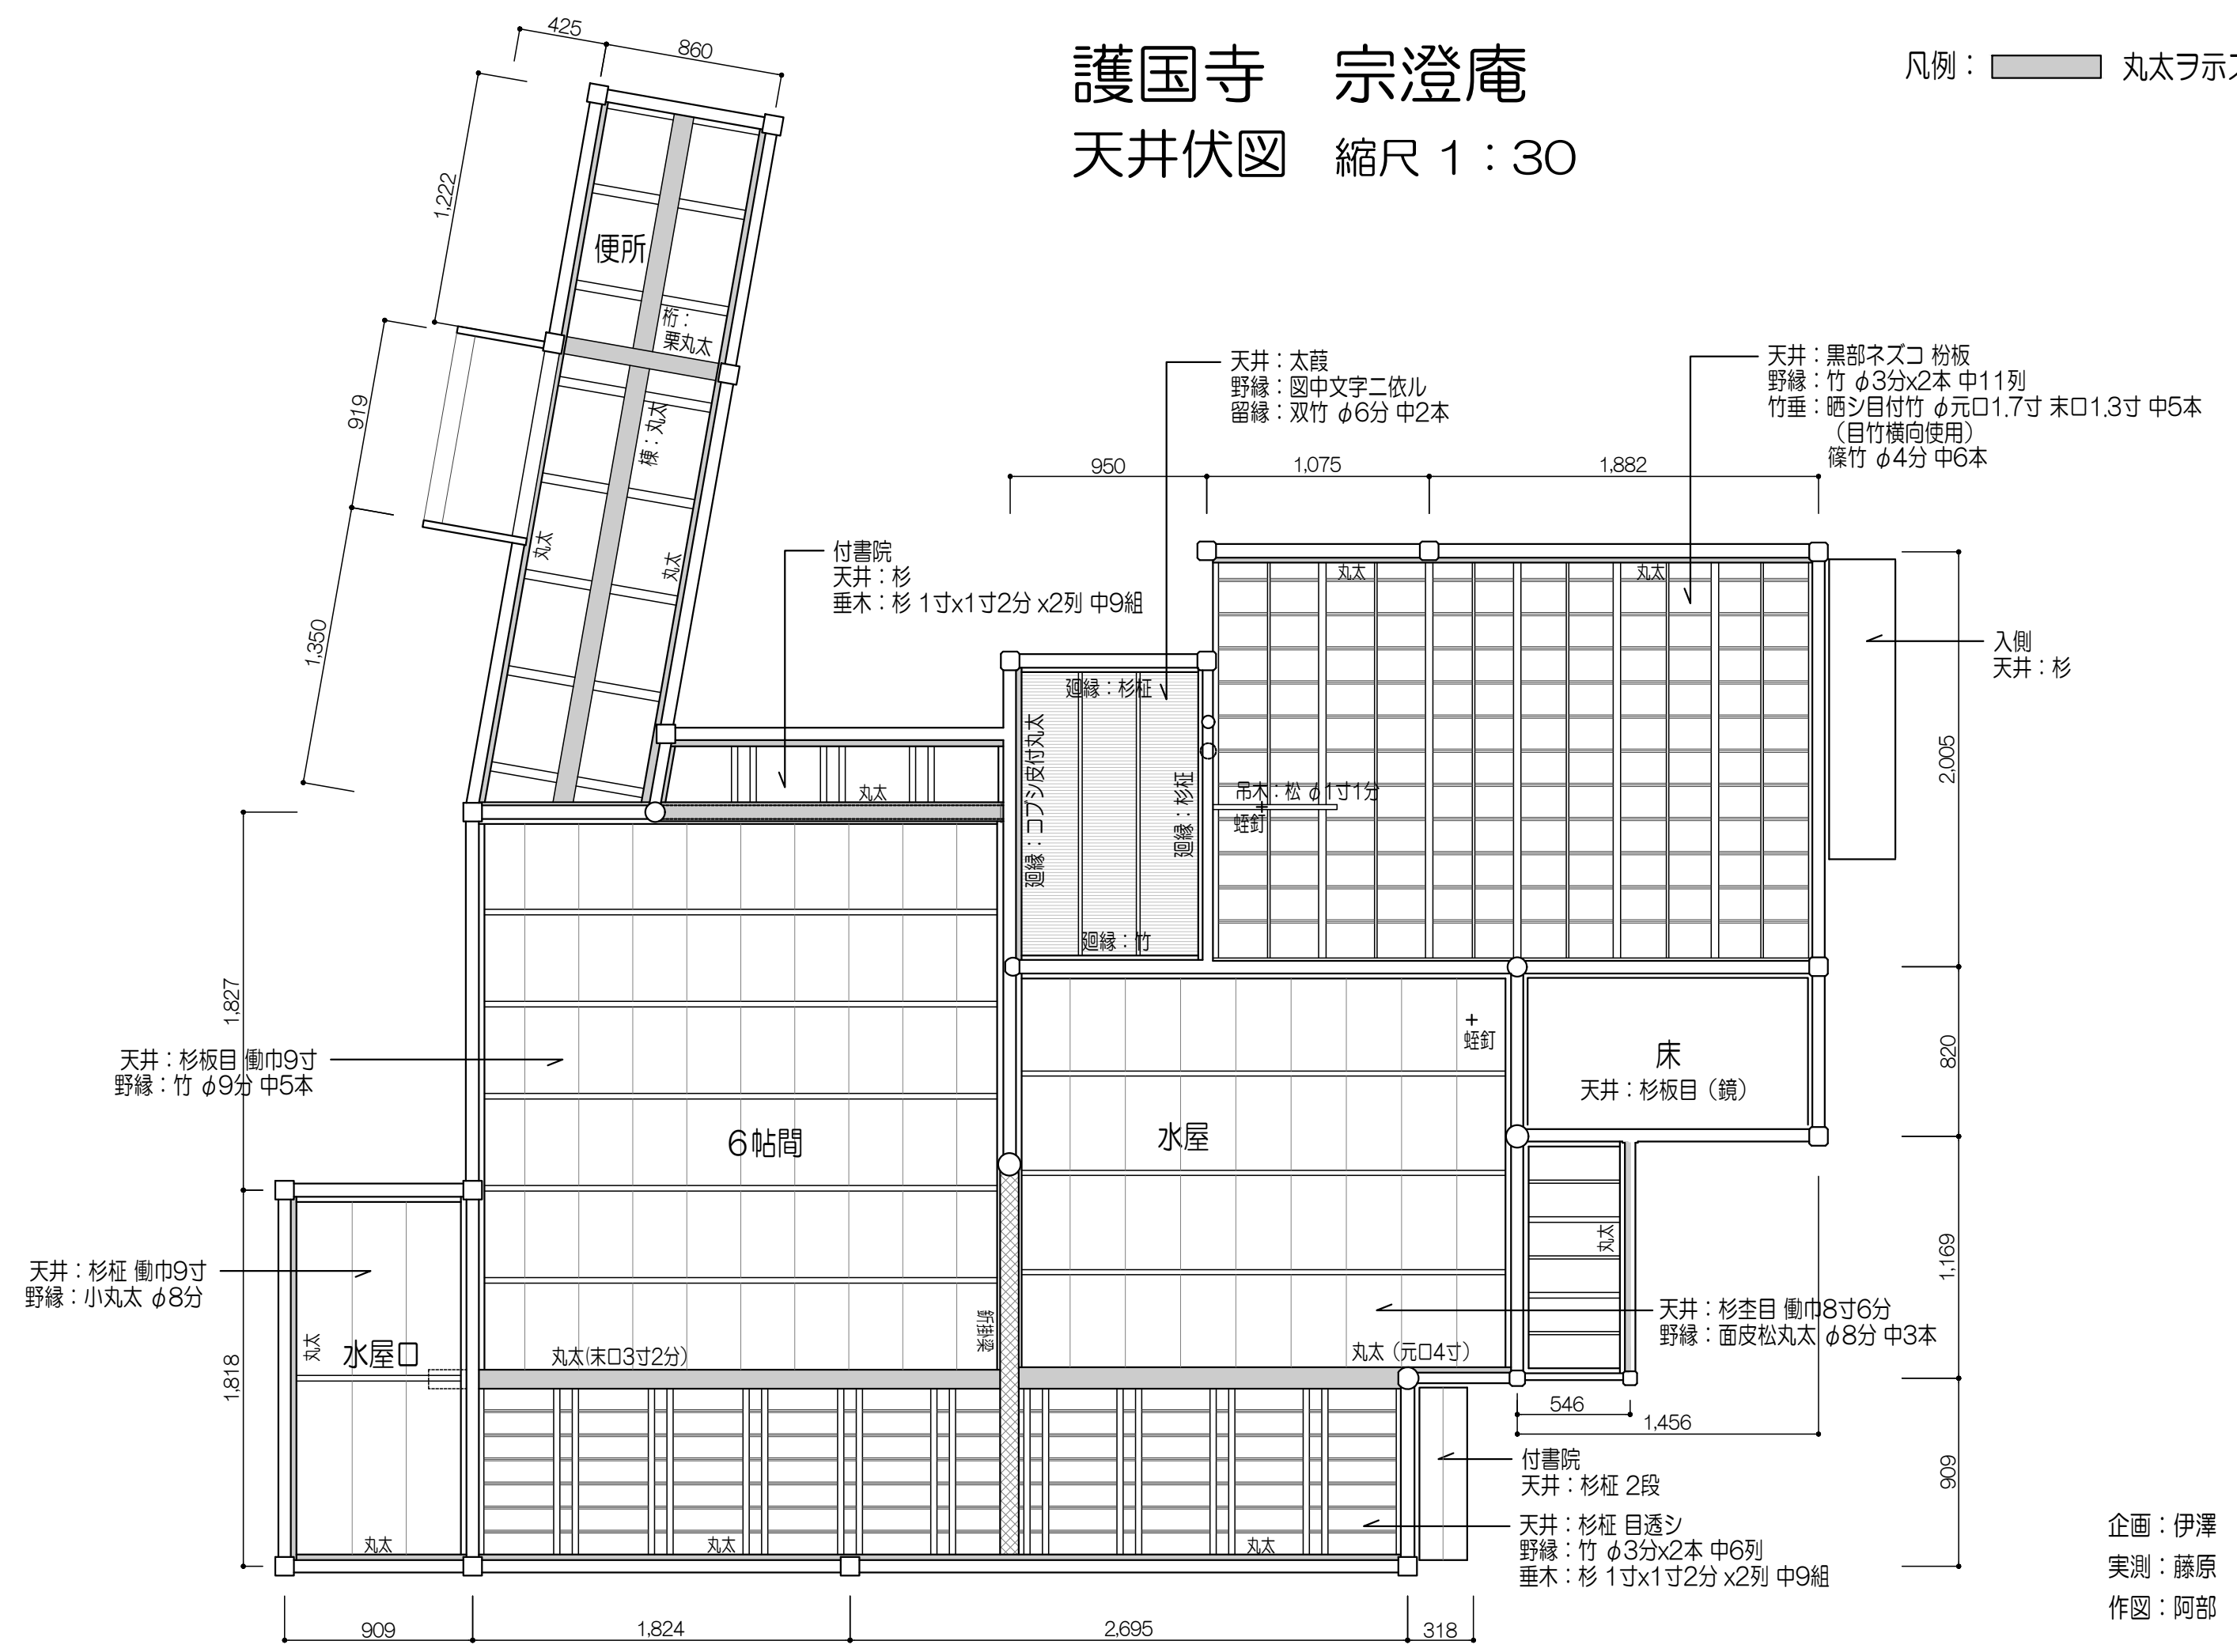 護国寺　宗澄庵
天井伏図　縮尺 1：30
凡例：
丸太ヲ示ス
425
860
1,222
919
1,350
便所
桁：
栗丸太
棟：丸太
丸太
丸太
付書院
天井：杉
垂木：杉 1寸x1寸2分 x2列 中9組
丸太
天井：太葭
野縁：図中文字ニ依ル
留縁：双竹 φ6分 中2本
天井：黒部ネズコ 枌板
野縁：竹 φ3分x2本 中11列
竹垂：晒シ目付竹 φ元口1.7寸 末口1.3寸 中5本
（目竹横向使用）
篠竹 φ4分 中6本
950
1,075
1,882
丸太
丸太
入側
天井：杉
廻縁：杉柾
廻縁：コブシ皮付丸太
廻縁：杉柾
廻縁：竹
吊木：松 φ1寸1分
蛭釘
2,005
820
1,169
909
1,827
1,818
天井：杉板目 働巾9寸
野縁：竹 φ9分 中5本
6帖間
水屋
蛭釘
床
天井：杉板目（鏡）
丸太
天井：杉柾 働巾9寸
野縁：小丸太 φ8分
丸太
水屋口
丸太
丸太(末口3寸2分)
釿掛梁
丸太（元口4寸）
天井：杉杢目 働巾8寸6分
野縁：面皮松丸太 φ8分 中3本
546
1,456
付書院
天井：杉柾 2段
天井：杉柾 目透シ
野縁：竹 φ3分x2本 中6列
垂木：杉 1寸x1寸2分 x2列 中9組
丸太
丸太
909
1,824
2,695
318
企画：伊澤
実測：藤原
作図：阿部